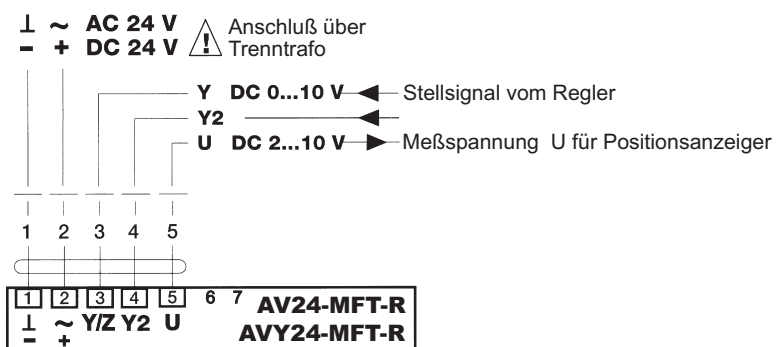 ⊥ ~ AC 24 V
- + DC 24 V
Anschluß über
Trenntrafo
Y DC 0...10 V Stellsignal vom Regler
Y2
U DC 2...10 V Meßspannung U für Positionsanzeiger
1 2 3 4 5
1 2 3 4 5 6 7
⊥ ~ Y/Z Y2 U
- +
AV24-MFT-R
AVY24-MFT-R